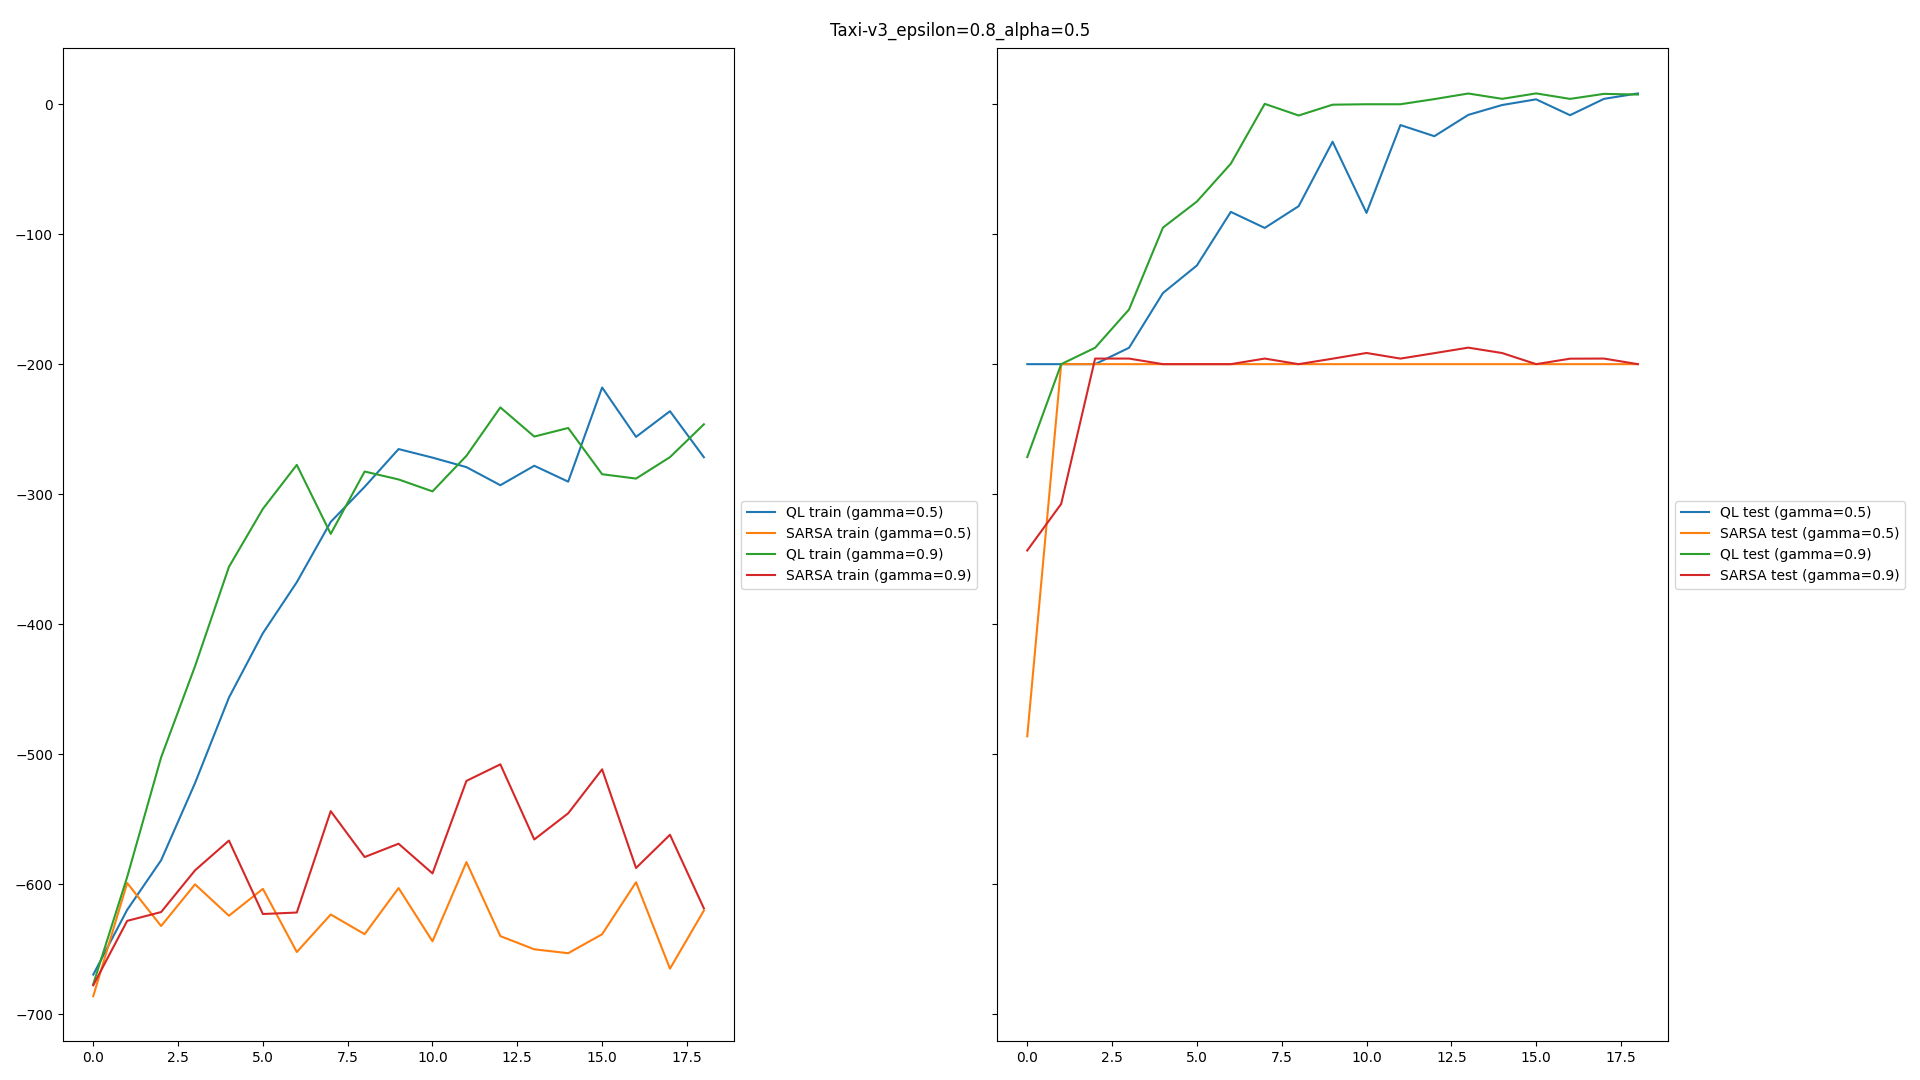 Taxi-v3_epsilon=0.8_alpha=0.5
0
−100
−200
−300
−400
−500
−600
−700
0.0 2.5 5.0 7.5 10.0 12.5 15.0 17.5
QL train (gamma=0.5)
SARSA train (gamma=0.5)
QL train (gamma=0.9)
SARSA train (gamma=0.9)
0.0 2.5 5.0 7.5 10.0 12.5 15.0 17.5
QL test (gamma=0.5)
SARSA test (gamma=0.5)
QL test (gamma=0.9)
SARSA test (gamma=0.9)